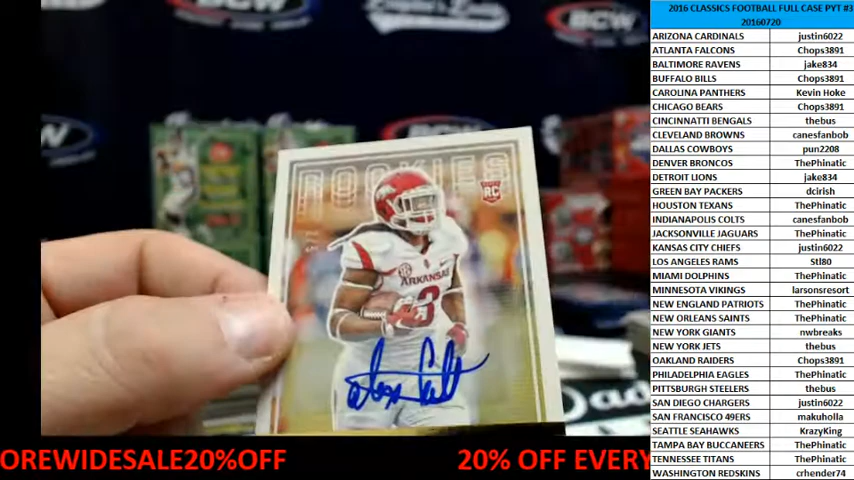 2016 CLASSICS FOOTBALL FULL CASE PYT #3
20160720
ARIZONA CARDINALS justin6022
ATLANTA FALCONS Chops3891
BALTIMORE RAVENS jake834
BUFFALO BILLS Chops3891
CAROLINA PANTHERS Kevin Hoke
CHICAGO BEARS Chops3891
CINCINNATI BENGALS thebus
CLEVELAND BROWNS canesfanbob
DALLAS COWBOYS pun2208
DENVER BRONCOS ThePhinatic
DETROIT LIONS jake834
GREEN BAY PACKERS dcirish
HOUSTON TEXANS ThePhinatic
INDIANAPOLIS COLTS canesfanbob
JACKSONVILLE JAGUARS ThePhinatic
KANSAS CITY CHIEFS justin6022
LOS ANGELES RAMS Stl80
MIAMI DOLPHINS ThePhinatic
MINNESOTA VIKINGS larsonsresort
NEW ENGLAND PATRIOTS ThePhinatic
NEW ORLEANS SAINTS ThePhinatic
NEW YORK GIANTS nwbreaks
NEW YORK JETS thebus
OAKLAND RAIDERS Chops3891
PHILADELPHIA EAGLES ThePhinatic
PITTSBURGH STEELERS thebus
SAN DIEGO CHARGERS justin6022
SAN FRANCISCO 49ERS makuholla
SEATTLE SEAHAWKS KrazyKing
TAMPA BAY BUCCANEERS ThePhinatic
TENNESSEE TITANS ThePhinatic
WASHINGTON REDSKINS crhender74
BCW
ROOKIES
RC
ARKANSAS
OREWIDESALE20%OFF 20% OFF EVERY